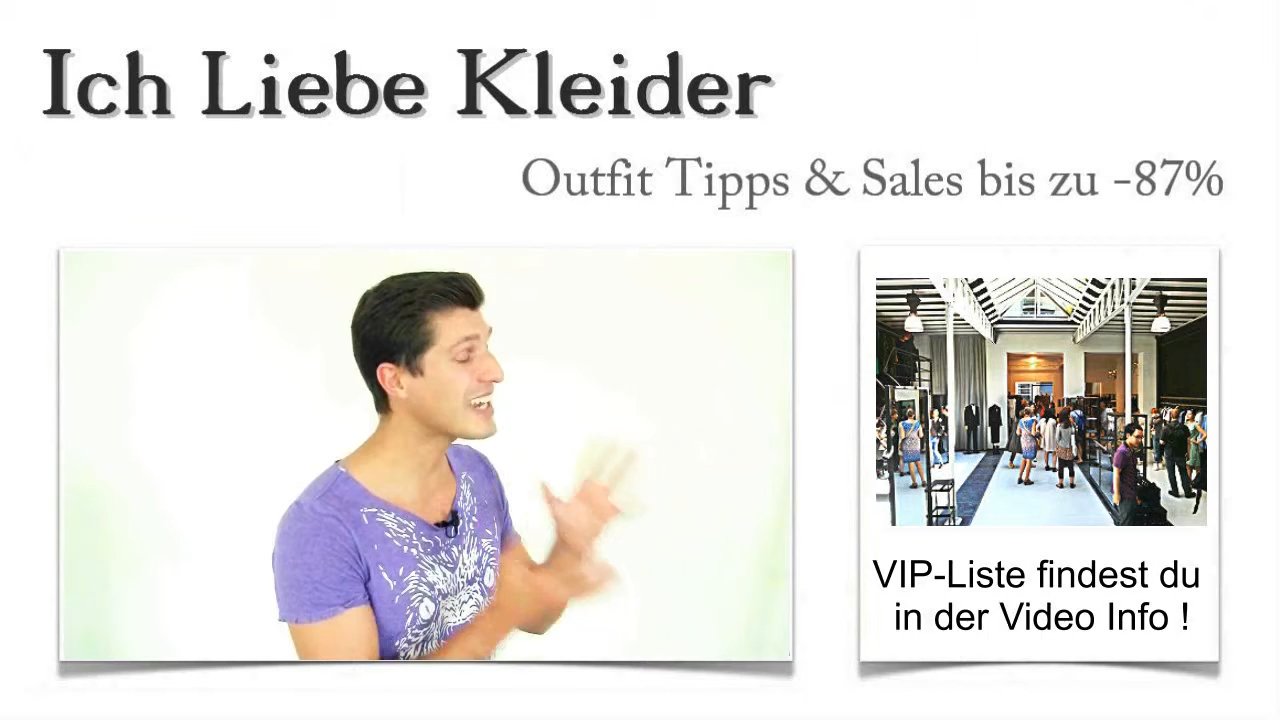 Ich Liebe Kleider
Outfit Tipps & Sales bis zu -87%
VIP-Liste findest du
in der Video Info !